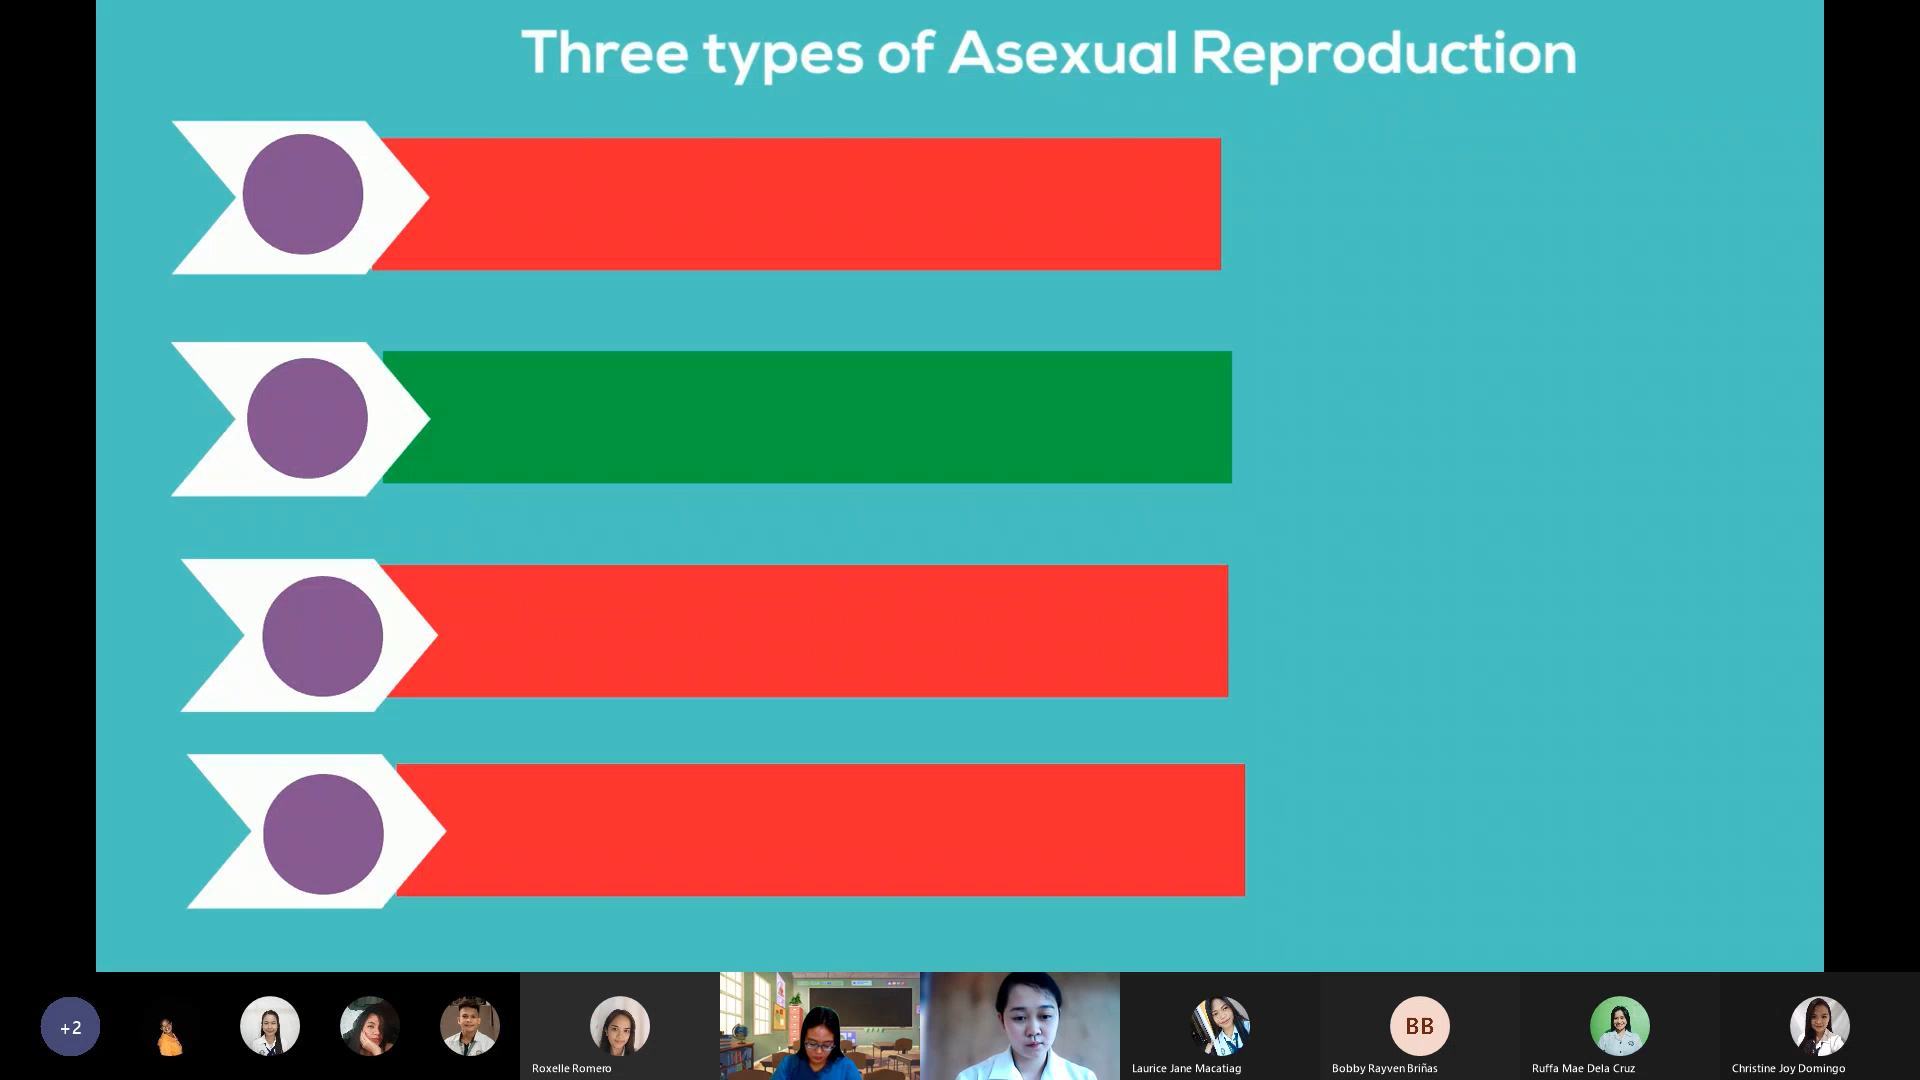 Three types of Asexual Reproduction
+2
Roxelle Romero
Laurice Jane Macatiag
BB
Bobby Rayven Briñas
Ruffa Mae Dela Cruz
Christine Joy Domingo